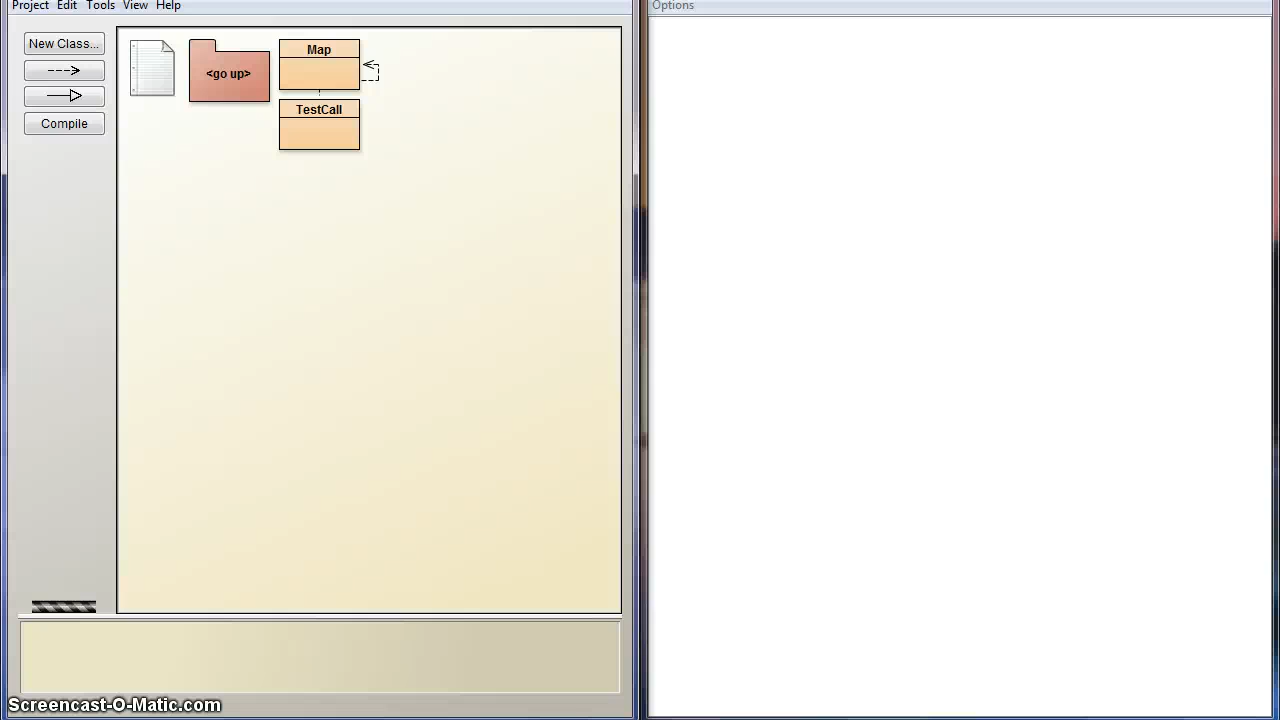 Project Edit Tools View Help
Options
New Class...
Compile
<go up>
Map
TestCall
Screencast-O-Matic.com